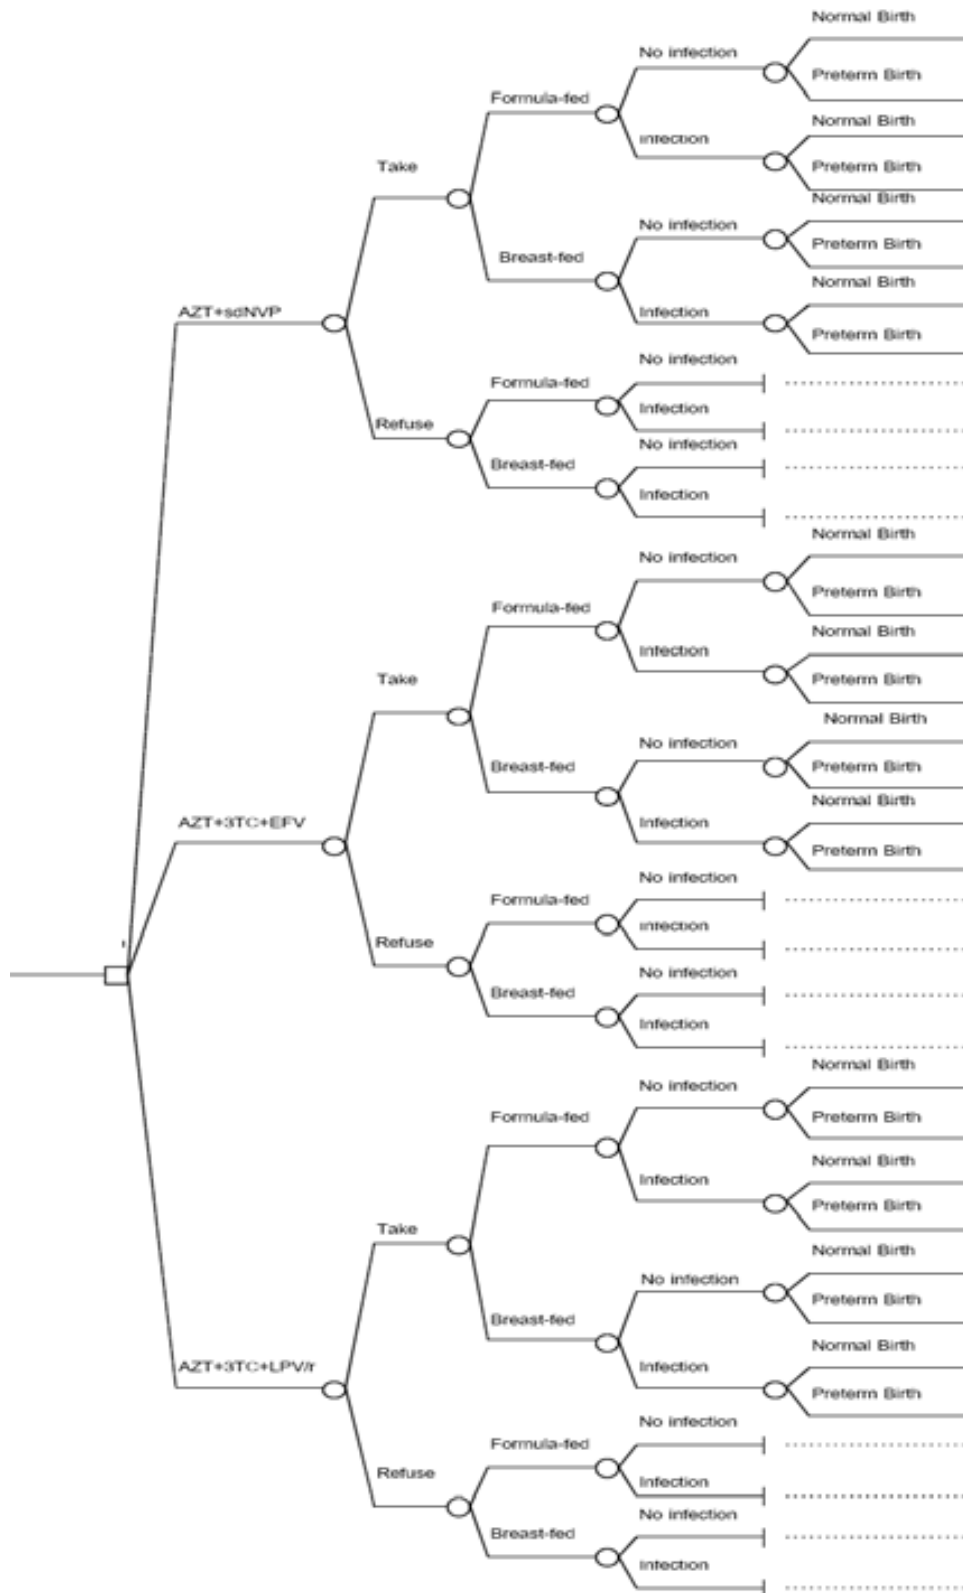 Normal Birth
No infection
Preterm Birth
Formula-fed
Normal Birth
Infection
Preterm Birth
Take
Normal Birth
No infection
Preterm Birth
Breast-fed
Normal Birth
Infection
Preterm Birth
AZT+sdNVP
No infection
Formula-fed
Infection
Refuse
No infection
Breast-fed
Infection
Normal Birth
No infection
Preterm Birth
Formula-fed
Normal Birth
Infection
Preterm Birth
Take
Normal Birth
No infection
Preterm Birth
Breast-fed
Normal Birth
Infection
Preterm Birth
AZT+3TC+EFV
No infection
Formula-fed
Infection
Refuse
No infection
Breast-fed
Infection
Normal Birth
No infection
Preterm Birth
Formula-fed
Normal Birth
Infection
Preterm Birth
Take
Normal Birth
No infection
Preterm Birth
Breast-fed
Normal Birth
Infection
Preterm Birth
AZT+3TC+LPV/r
No infection
Formula-fed
Infection
Refuse
No infection
Breast-fed
Infection